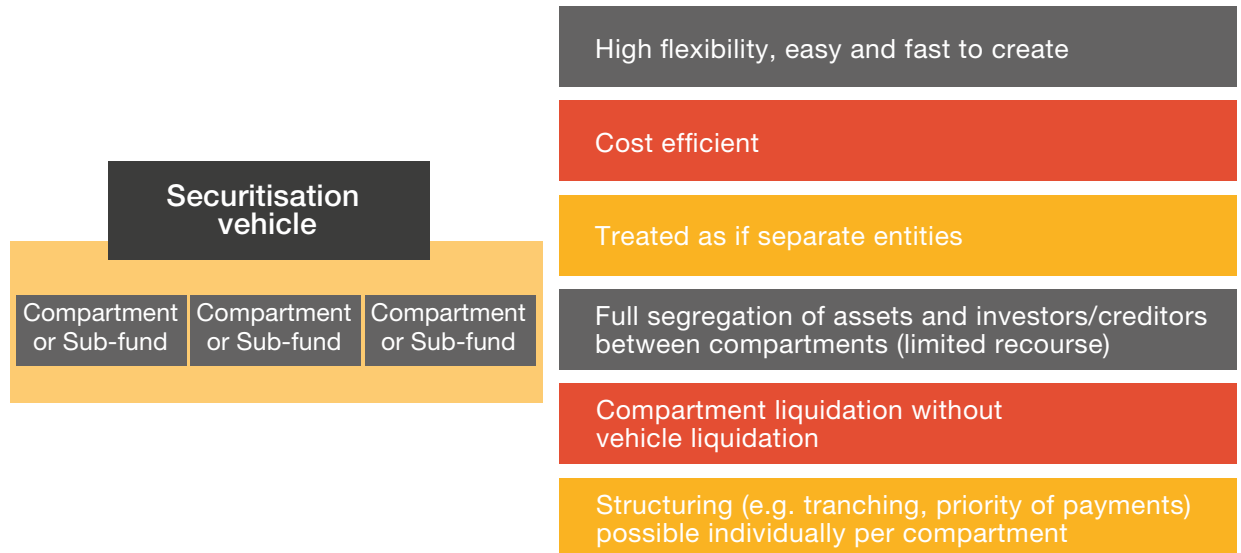 Securitisation
vehicle
Compartment
or Sub-fund
Compartment
or Sub-fund
Compartment
or Sub-fund
High flexibility, easy and fast to create
Cost efficient
Treated as if separate entities
Full segregation of assets and investors/creditors
between compartments (limited recourse)
Compartment liquidation without
vehicle liquidation
Structuring (e.g. tranching, priority of payments)
possible individually per compartment